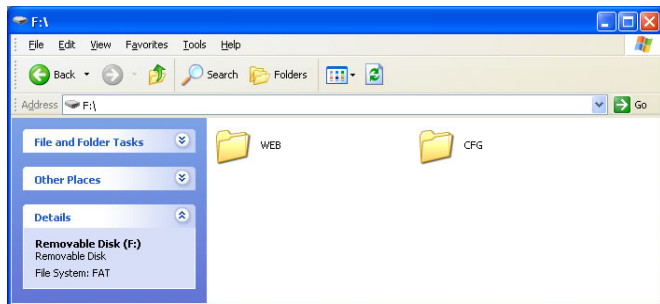 F:\
File Edit View Favorites Tools Help
Back Search Folders
Address F:\ Go
File and Folder Tasks
Other Places
Details
Removable Disk (F:)
Removable Disk
File System: FAT
WEB CFG